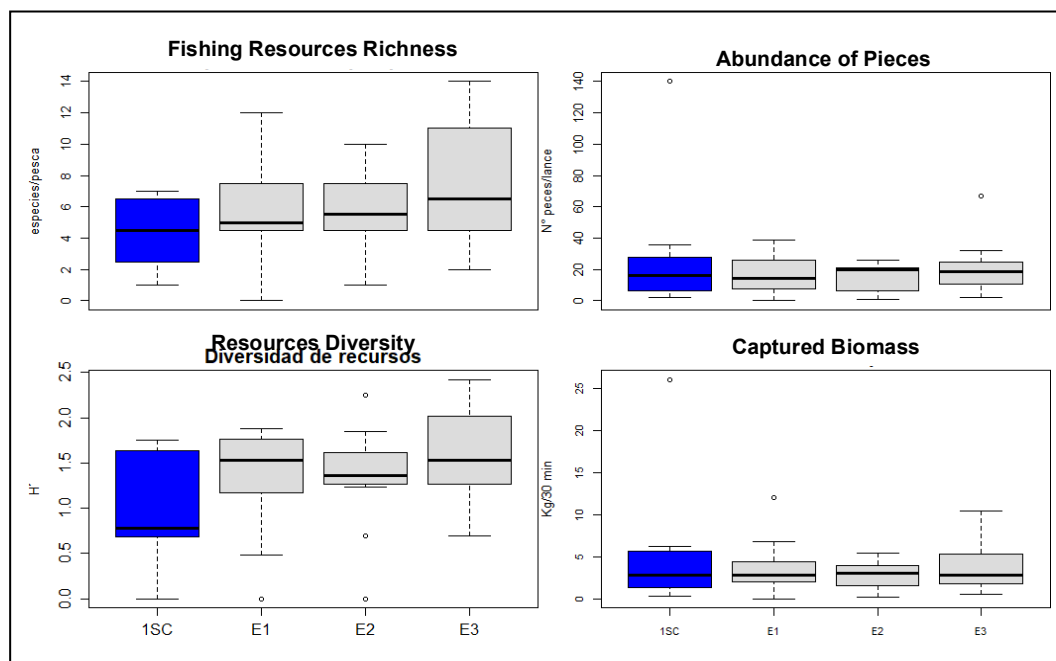 Fishing Resources Richness
especies/pesca
14
12
10
8
6
4
2
0
Abundance of Pieces
N° peces/lance
140
120
100
80
60
40
20
0
Resources Diversity
Diversidad de recursos
H'
2.5
2.0
1.5
1.0
0.5
0.0
1SC E1 E2 E3
Captured Biomass
Kg/30 min
25
20
15
10
5
0
1SC E1 E2 E3